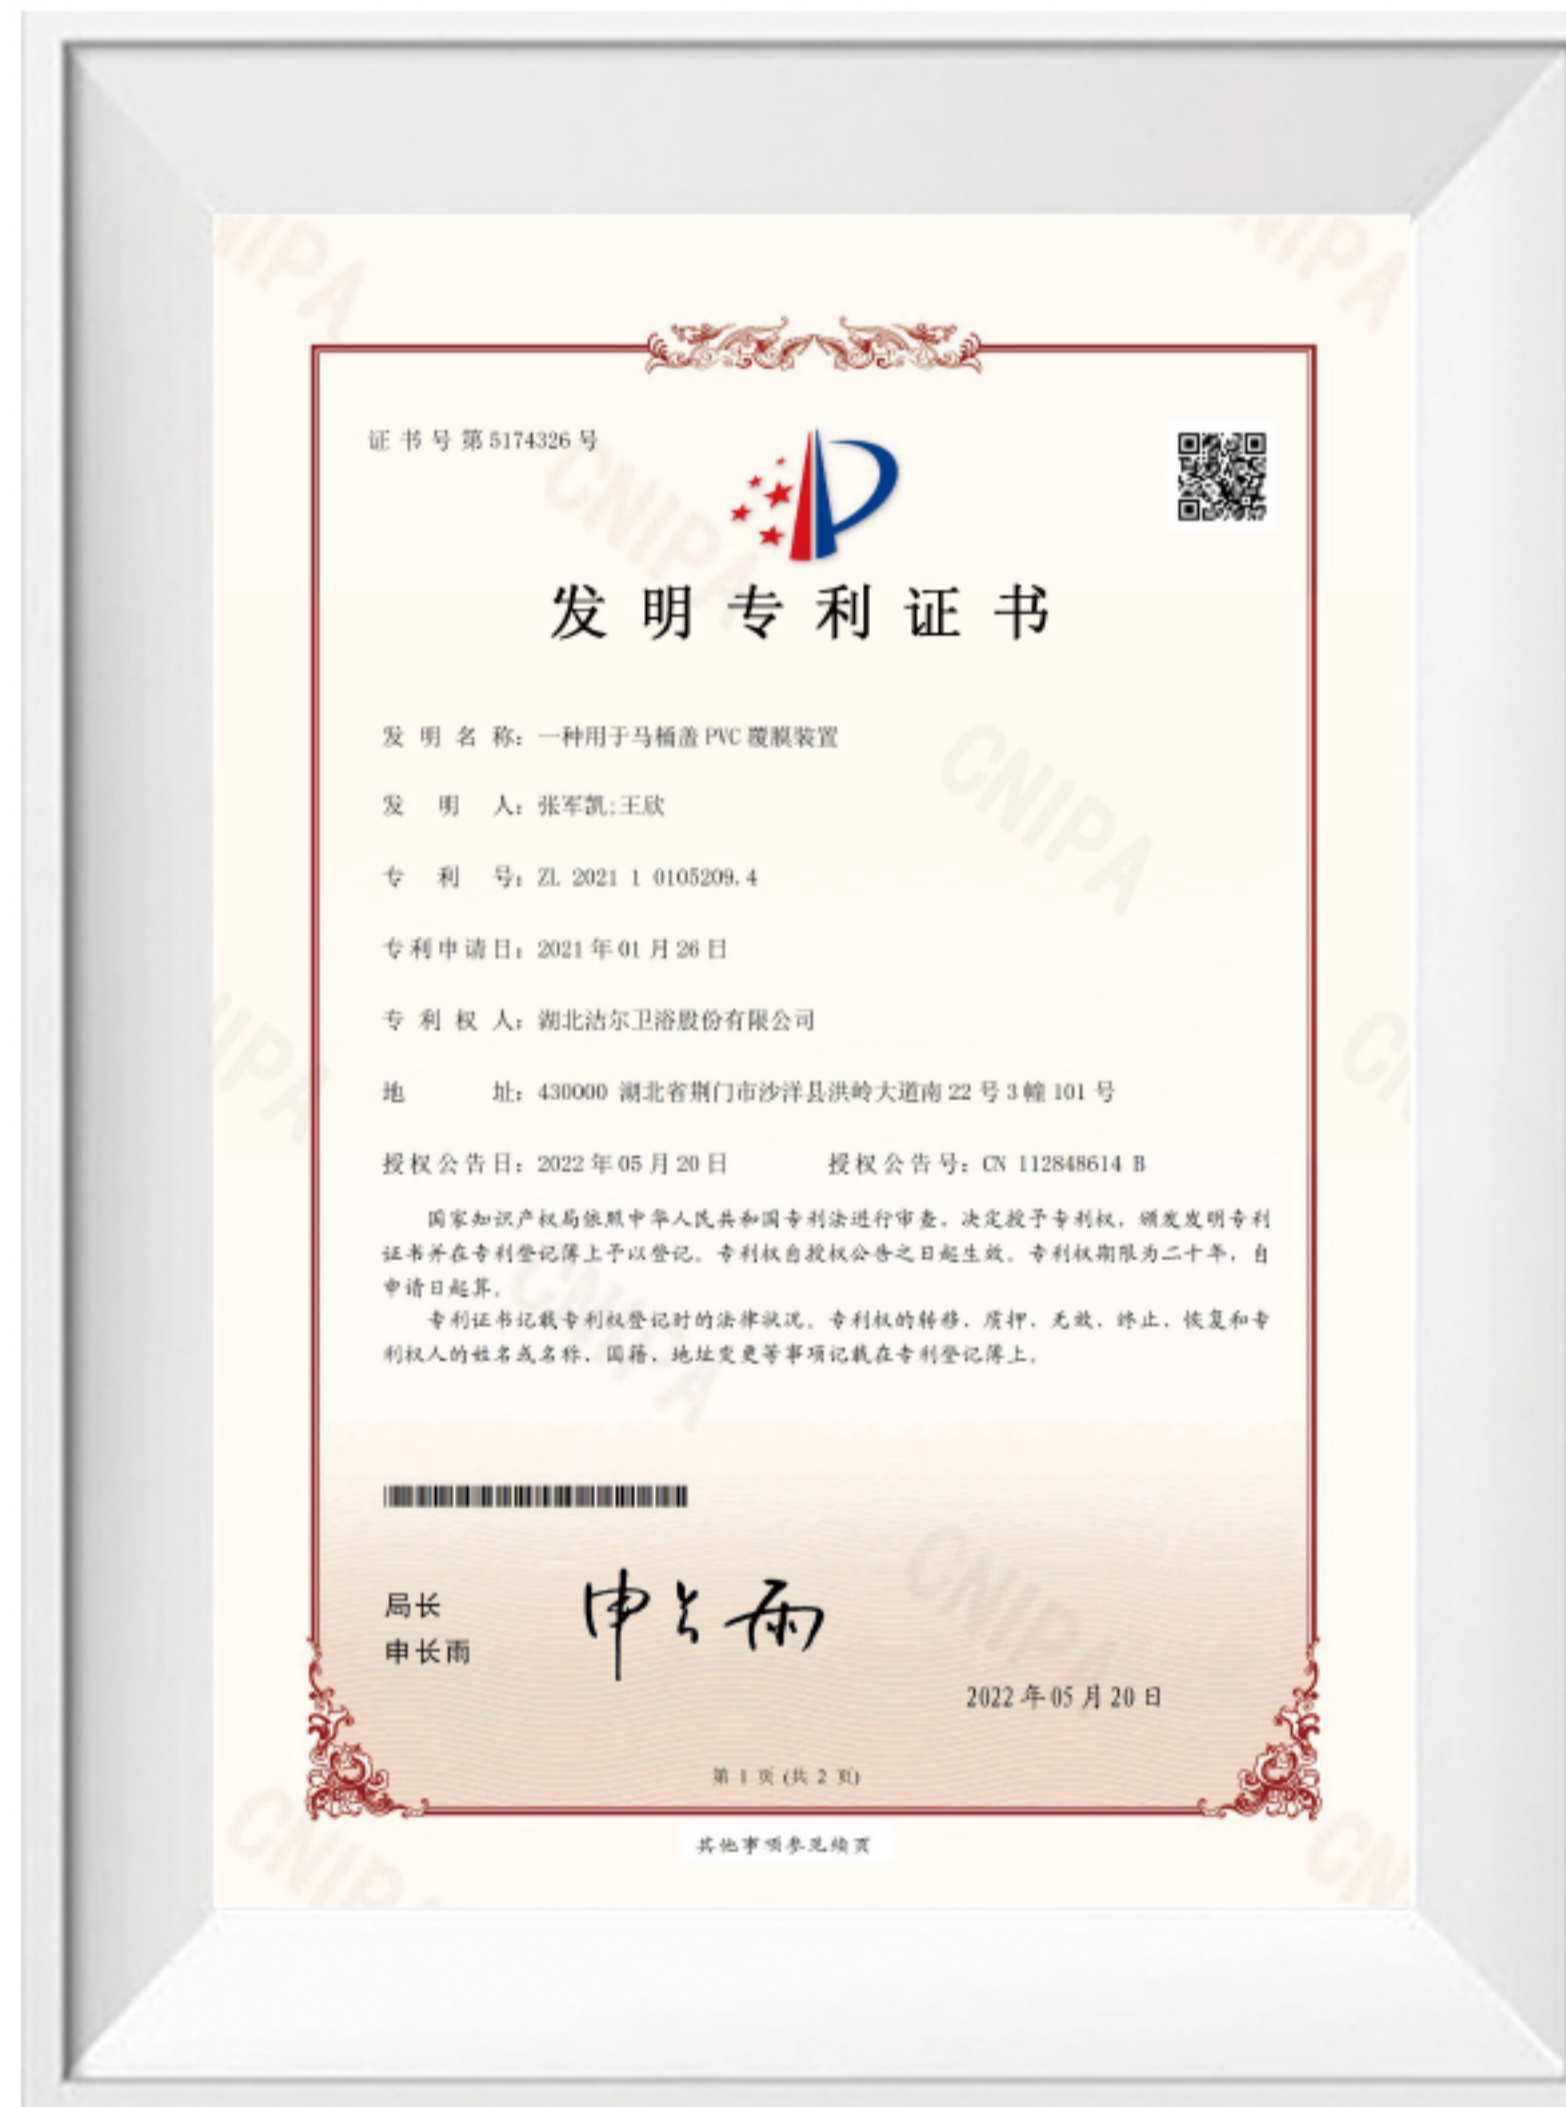 证书号第5174326号
发明专利证书
发明名称：一种用于马桶盖PVC覆膜装置
发明人：张军凯;王欣
专利号：ZL 2021 1 0105209.4
专利申请日：2021年01月26日
专利权人：湖北洁尔卫浴股份有限公司
地址：430000 湖北省荆门市沙洋县洪岭大道南22号3幢101号
授权公告日：2022年05月20日 授权公告号：CN 112848614 B
国家知识产权局依照中华人民共和国专利法进行审查，决定授予专利权，颁发发明专利
证书并在专利登记簿上予以登记。专利权自授权公告之日起生效。专利权期限为二十年，自
申请日起算。
专利证书记载专利权登记时的法律状况。专利权的转移、质押、无效、终止、恢复和专
利权人的姓名或名称、国籍、地址变更等事项记载在专利登记簿上。
局长
申长雨
申长雨
2022年05月20日
第 1 页 (共 2 页)
其他事项参见续页
CNIPA